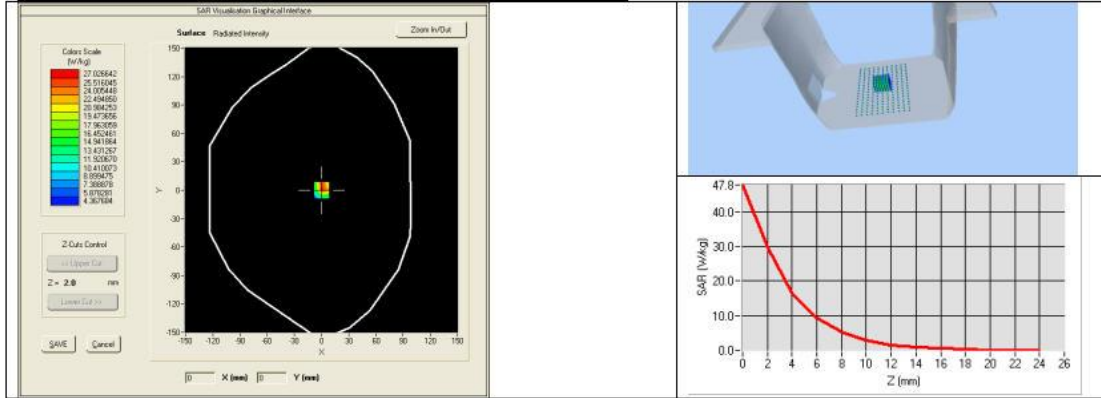 SAR Visualisation Graphical Interface
Surface Radiated Intensity
Zoom In/Out
Colors Scale
(W/kg)
27.026642
25.516045
24.005448
22.494850
20.984253
19.473656
17.963059
16.452461
14.941864
13.431267
11.920670
10.410073
8.899475
7.388878
5.878281
4.367684
150
120
90
60
30
0
-30
-60
-90
-120
-150
Y
-150 -120 -90 -60 -30 0 30 60 90 120 150
X
Z-Cuts Control
<< Upper Cut
Z = 2.0 mm
Lower Cut >>
SAVE Cancel
0 X (mm) 0 Y (mm)
47.8
40.0
30.0
20.0
10.0
0.0
SAR (W/kg)
0 2 4 6 8 10 12 14 16 18 20 22 24 26
Z (mm)